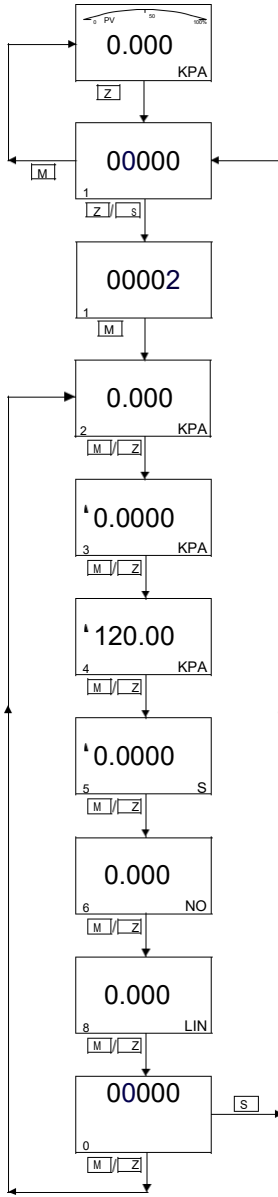 0 PV 50 100%
0.000
KPA
Z
00000
M
1
Z / S
00002
1
M
0.000
2 KPA
M / Z
0.0000
3 KPA
M / Z
120.00
4 KPA
M / Z
0.0000
5 S
M / Z
0.000
6 NO
M / Z
0.000
8 LIN
M / Z
00000
S
0
M / Z